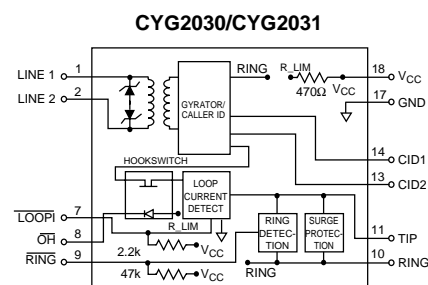 CYG2030/CYG2031
LINE 1
1
LINE 2
2
GYRATOR/
CALLER ID
RING
R_LIM
470Ω
VCC
18
VCC
17
GND
14
CID1
13
CID2
HOOKSWITCH
LOOP
CURRENT
DETECT
RING
DETEC-
TION
SURGE
PROTEC-
TION
LOOPI
7
R_LIM
OH
8
2.2k
VCC
RING
9
47k
VCC
RING
11
TIP
10
RING